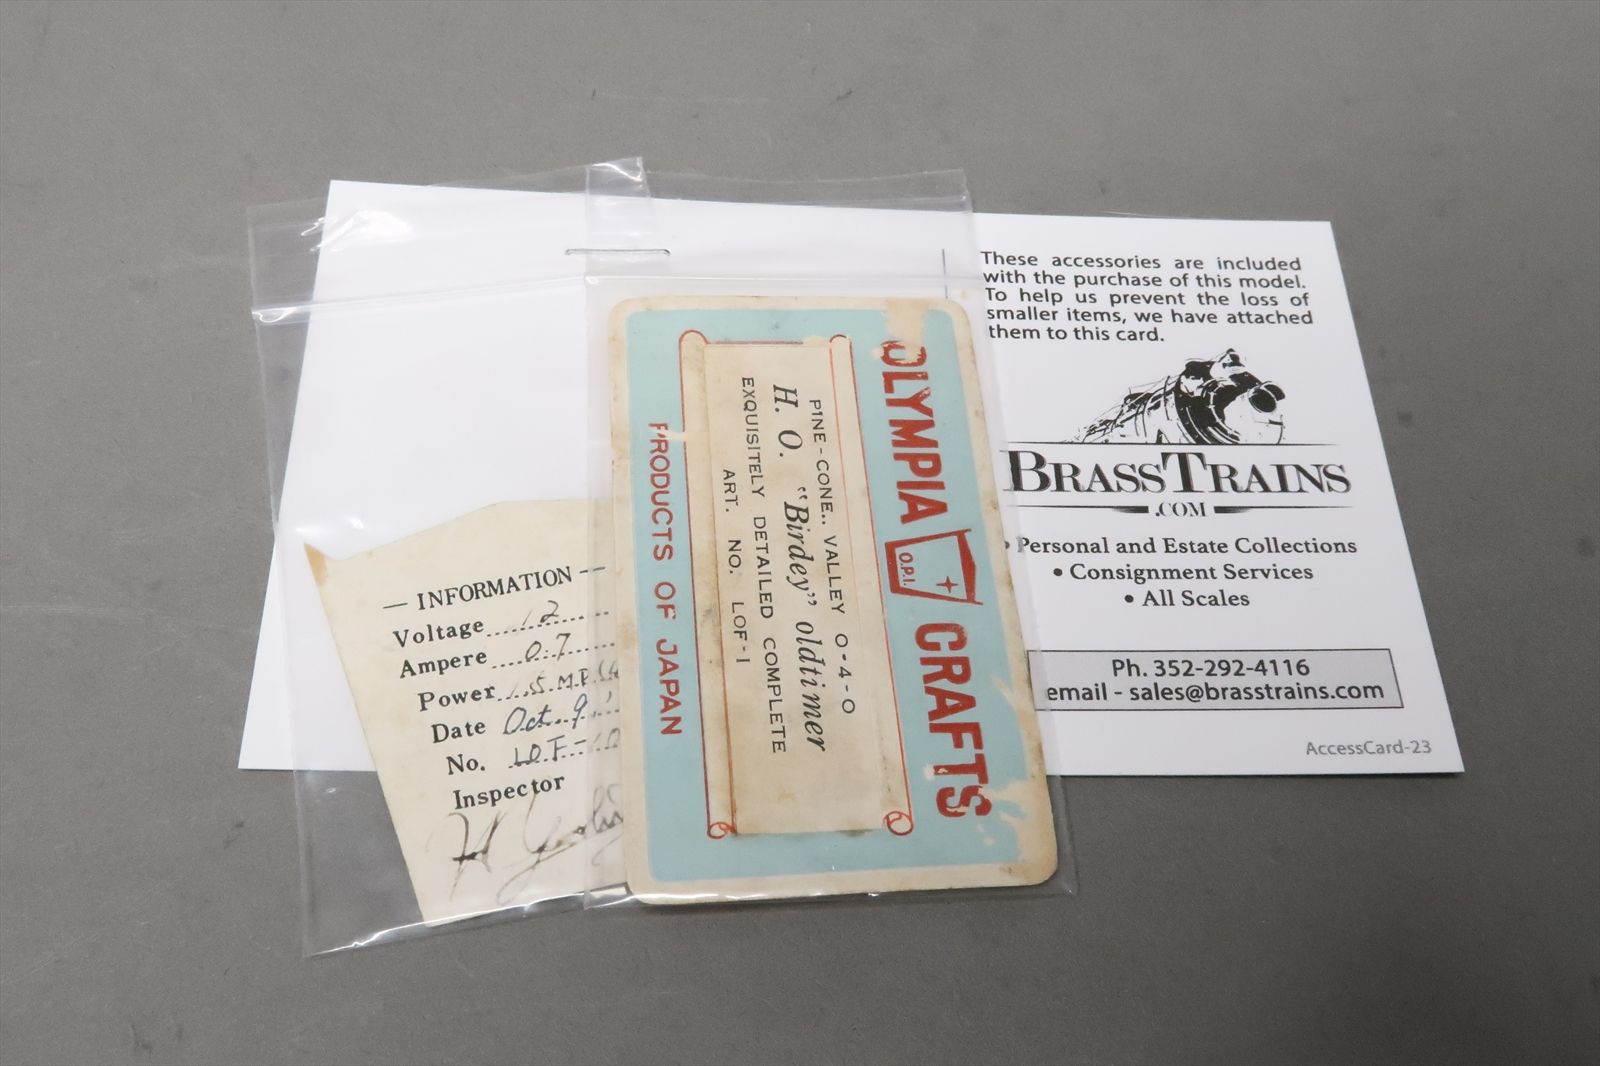 These accessories are included
with the purchase of this model.
To help us prevent the loss of
smaller items, we have attached
them to this card.
BRASSTRAINS
.COM
• Personal and Estate Collections
• Consignment Services
• All Scales
Ph. 352-292-4116
email - sales@brasstrains.com
AccessCard-23
OLYMPIA CRAFTS
O.P.I.
PINE-CONE.. VALLEY 0-4-0
H. O. "Birdey" oldtimer
EXQUISITELY DETAILED COMPLETE
ART. NO. LOF-1
PRODUCTS OF JAPAN
— INFORMATION —
Voltage 12
Ampere 0.7
Power
Date Oct. 9,
No. LOF-
Inspector